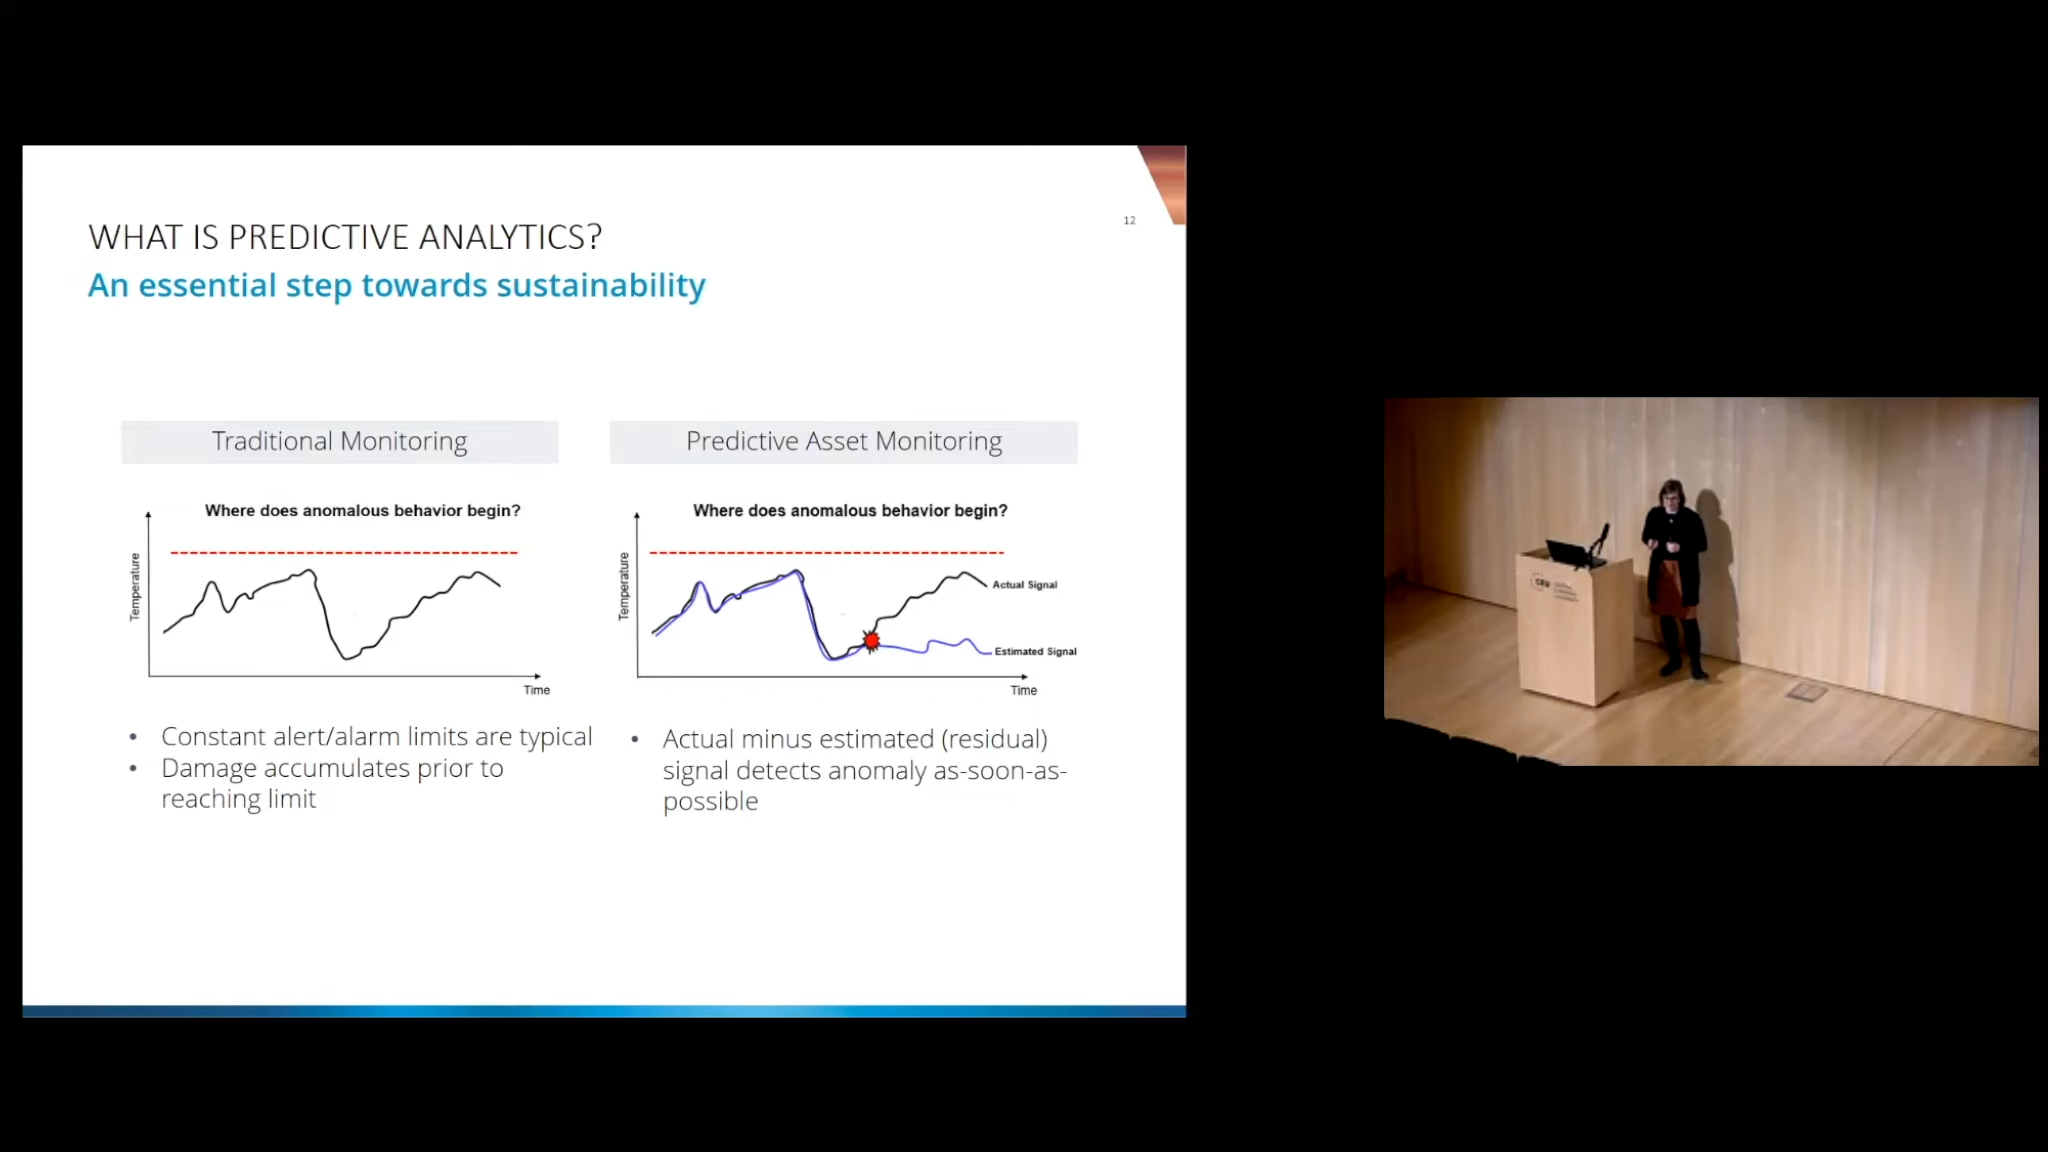 12
WHAT IS PREDICTIVE ANALYTICS?
An essential step towards sustainability
Traditional Monitoring
Where does anomalous behavior begin?
Temperature
Time
• Constant alert/alarm limits are typical
• Damage accumulates prior to
reaching limit
Predictive Asset Monitoring
Where does anomalous behavior begin?
Temperature
Actual Signal
Estimated Signal
Time
• Actual minus estimated (residual)
signal detects anomaly as-soon-as-
possible
CEU